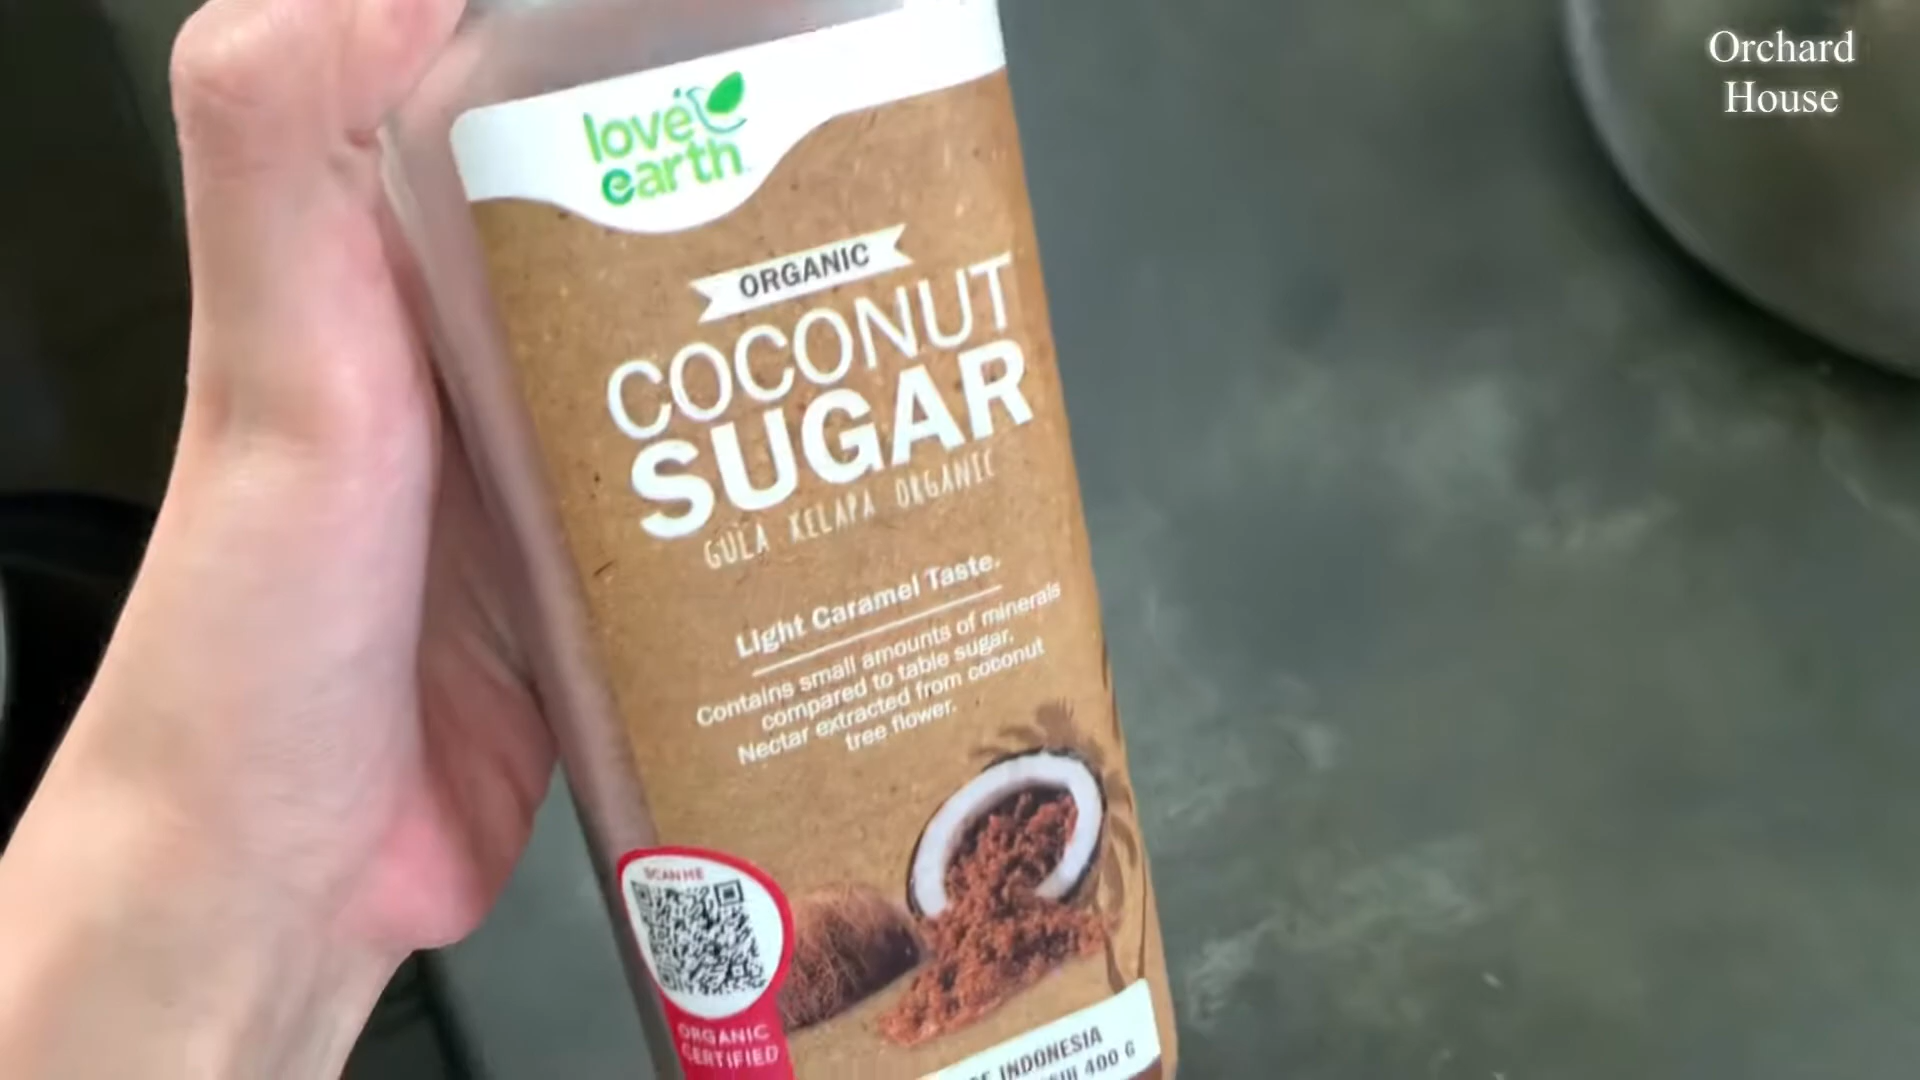 Orchard
House
love
earth
ORGANIC
COCONUT
SUGAR
GULA KELAPA ORGANIC
Light Caramel Taste.
Contains small amounts of minerals
compared to table sugar.
Nectar extracted from coconut
tree flower.
SCAN ME
ORGANIC
CERTIFIED
INDONESIA
400 G